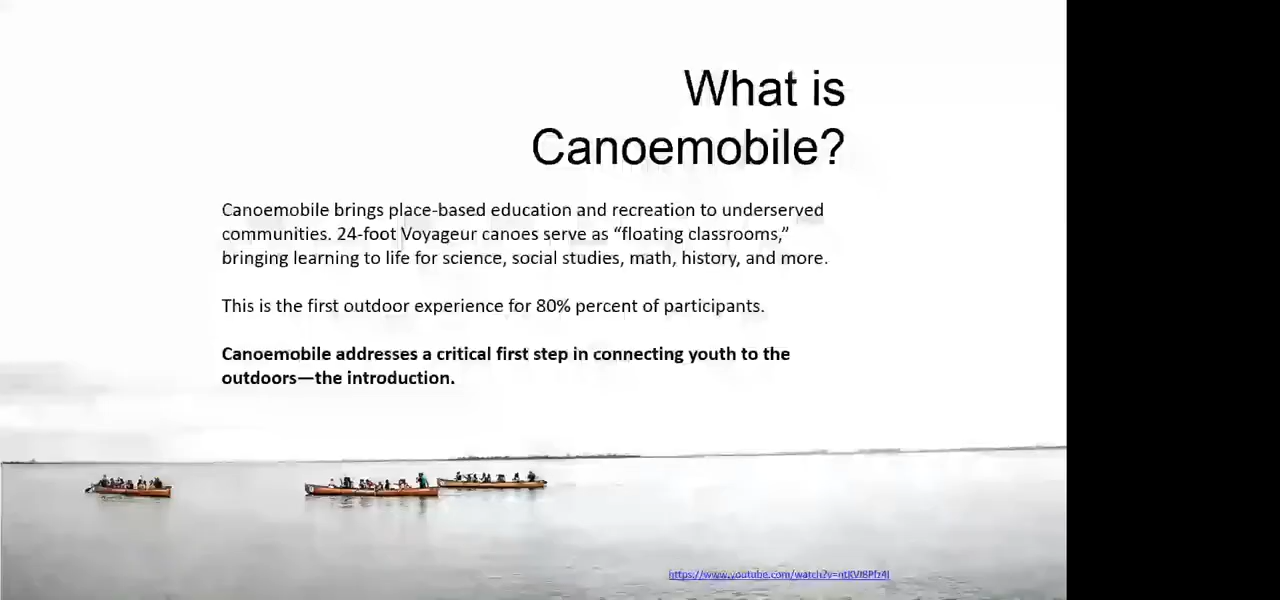 What is
Canoemobile?
Canoemobile brings place-based education and recreation to underserved
communities. 24-foot Voyageur canoes serve as “floating classrooms,”
bringing learning to life for science, social studies, math, history, and more.
This is the first outdoor experience for 80% percent of participants.
Canoemobile addresses a critical first step in connecting youth to the
outdoors—the introduction.